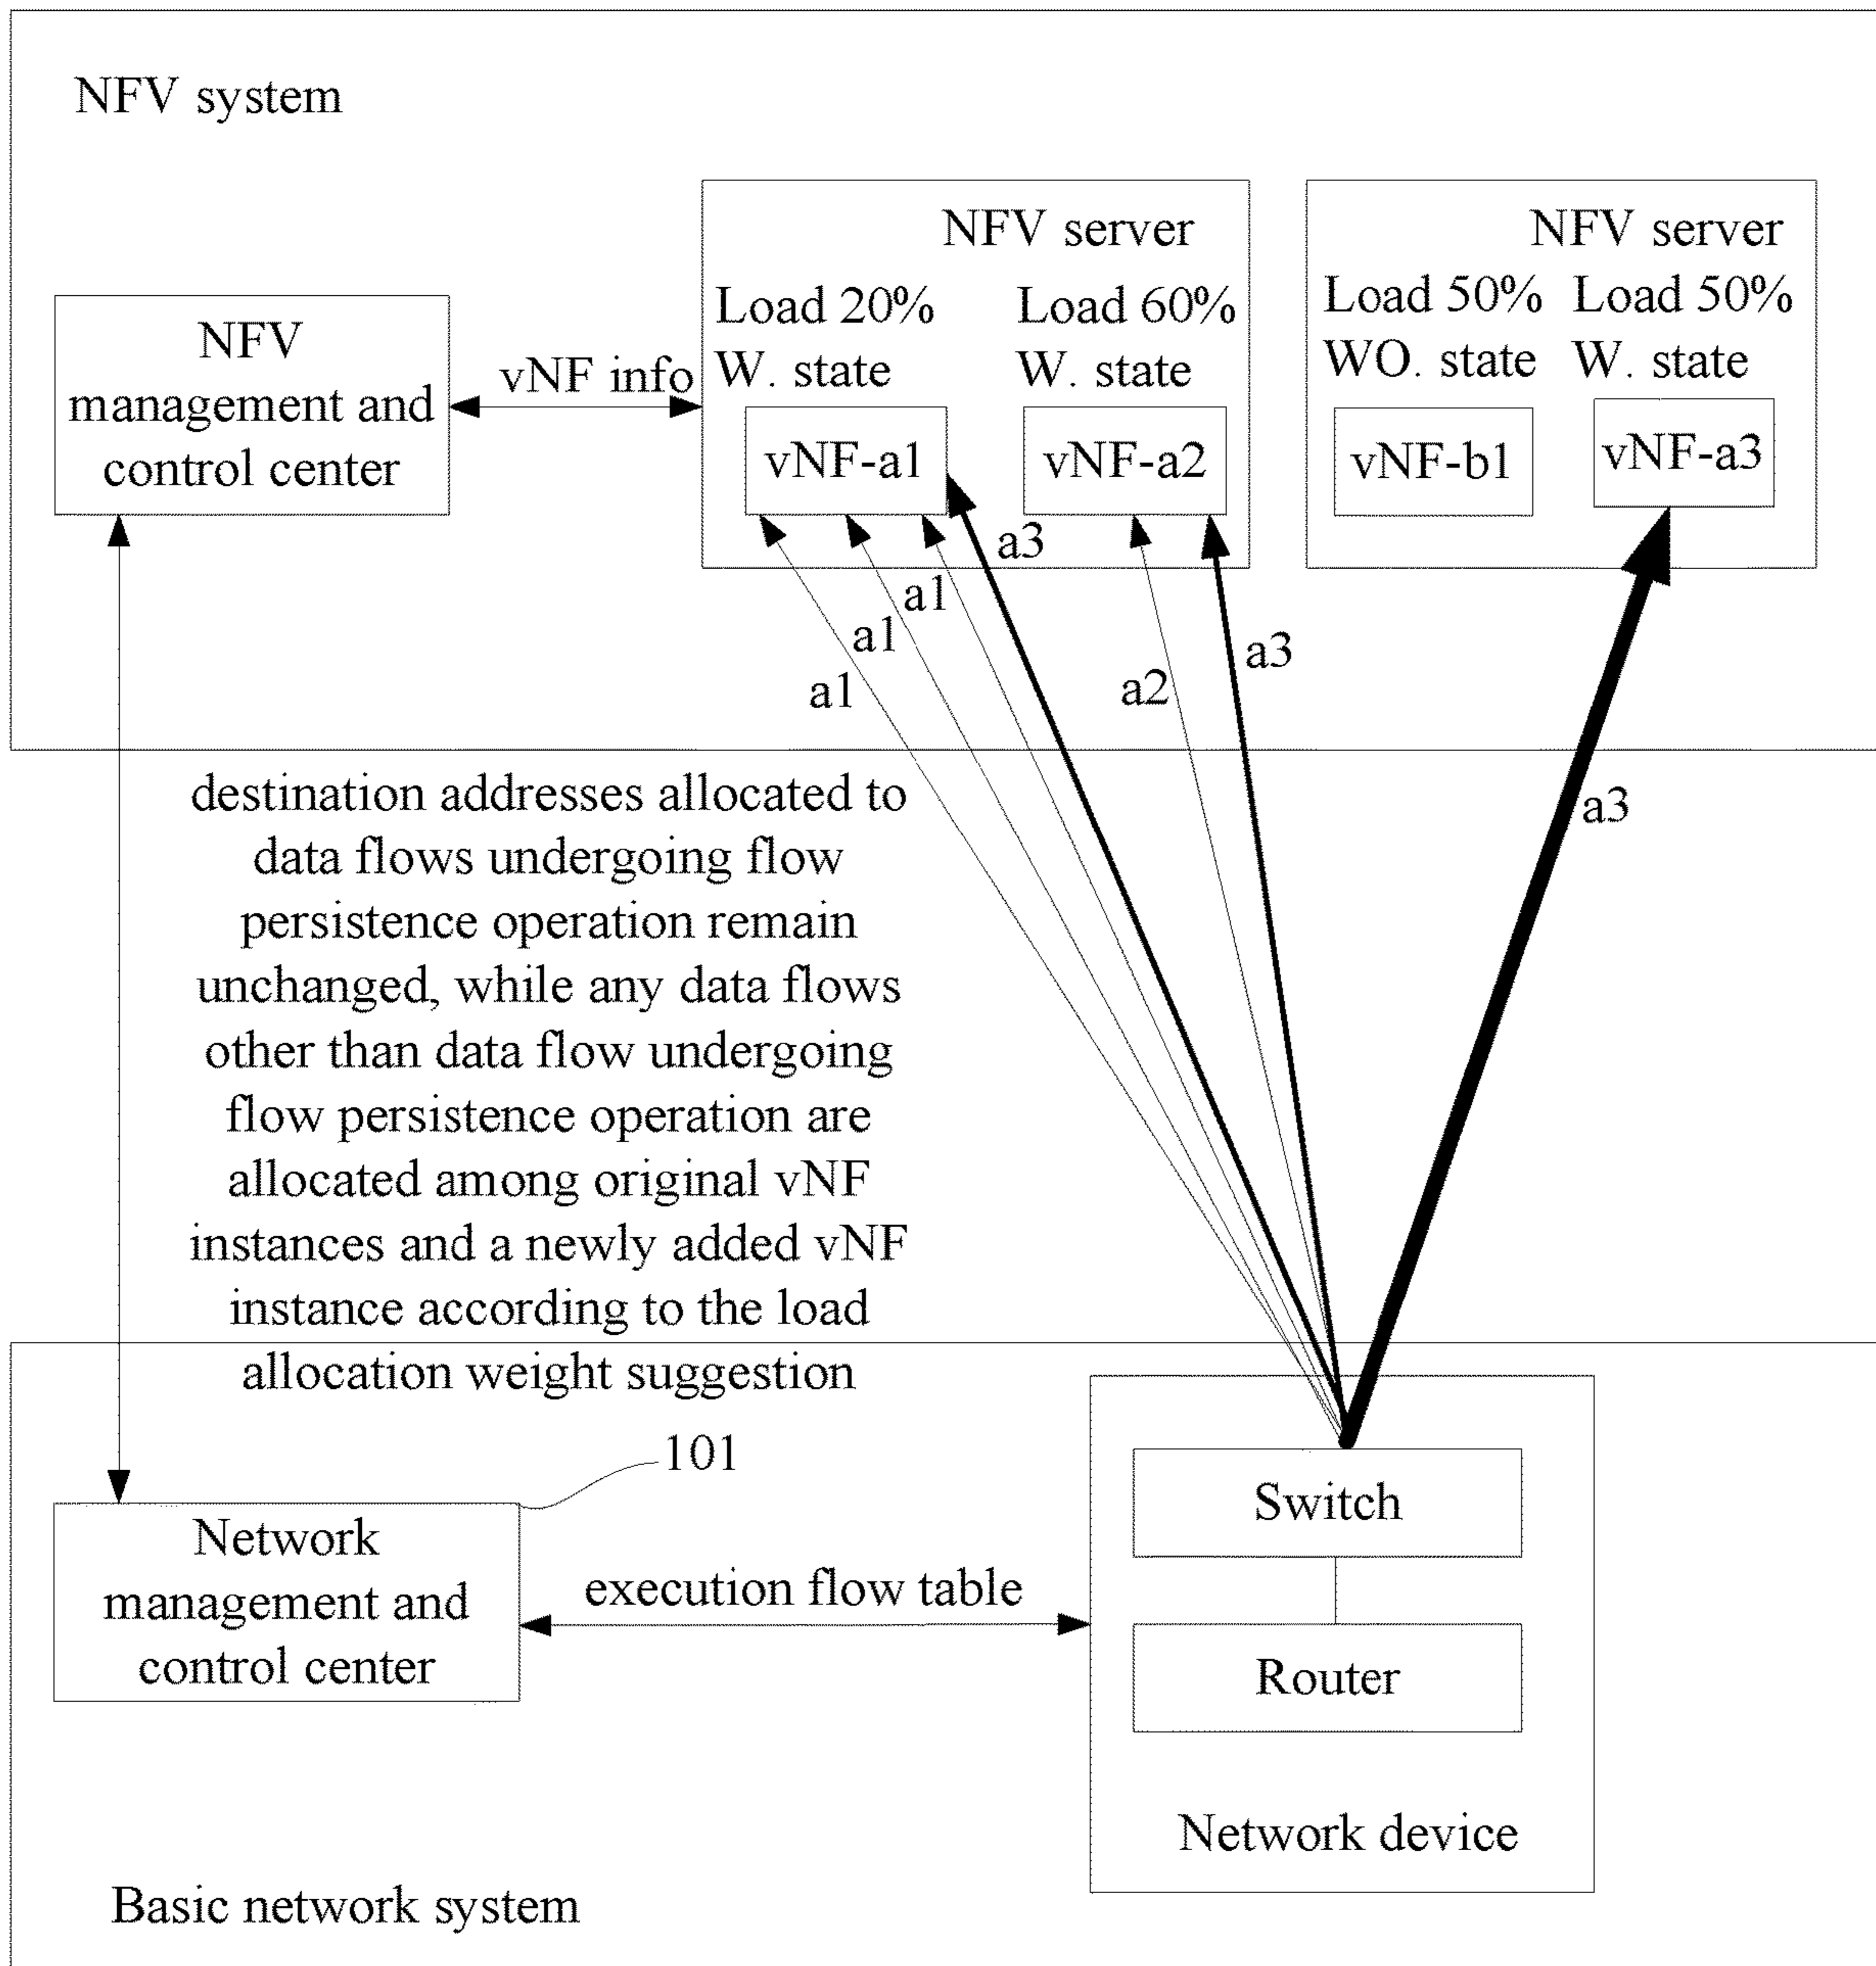 NFV system
NFV server
NFV server
Load 20%
W. state
Load 60%
W. state
Load 50%
WO. state
Load 50%
W. state
NFV
management and
control center
vNF info
vNF-a1
vNF-a2
vNF-b1
vNF-a3
a3
a1
a1
a1
a2
a3
a3
destination addresses allocated to
data flows undergoing flow
persistence operation remain
unchanged, while any data flows
other than data flow undergoing
flow persistence operation are
allocated among original vNF
instances and a newly added vNF
instance according to the load
allocation weight suggestion
101
Network
management and
control center
execution flow table
Switch
Router
Network device
Basic network system